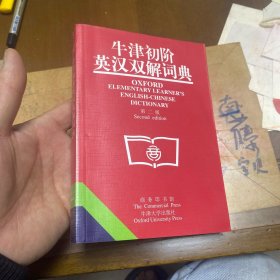 牛津初阶
英汉双解词典
OXFORD
ELEMENTARY LEARNER'S
ENGLISH-CHINESE
DICTIONARY
第二版
Second edition
商务印书馆
The Commercial Press
牛津大学出版社
Oxford University Press